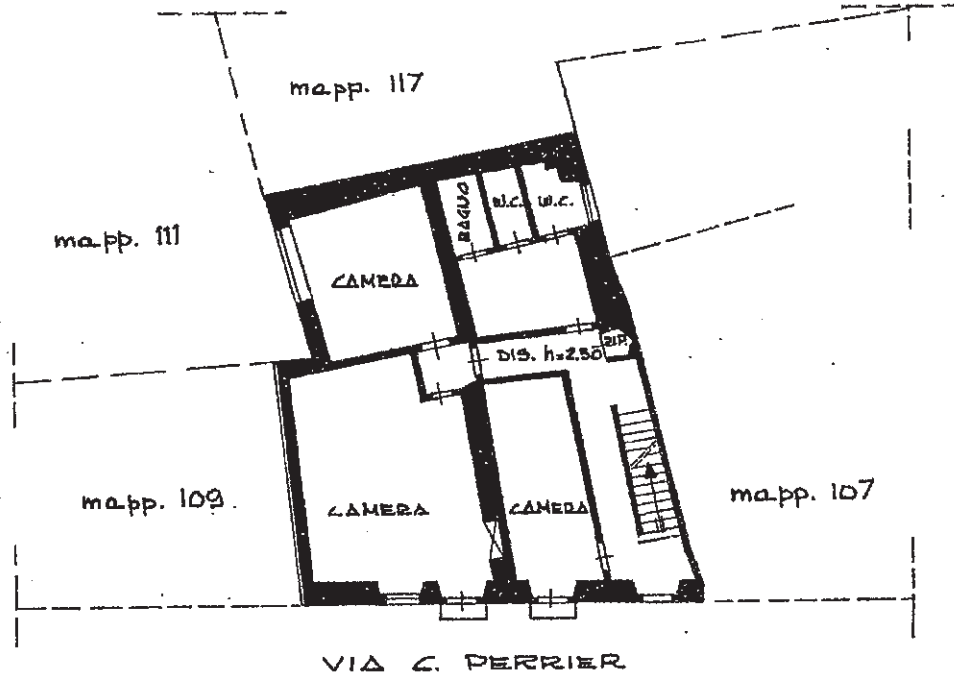 mapp. 117
mapp. 111
BAGNO
W.C.
W.C.
CAMERA
DIS. h=2.50
RIP.
mapp. 109
CAMERA
CAMERA
mapp. 107
VIA C. PERRIER